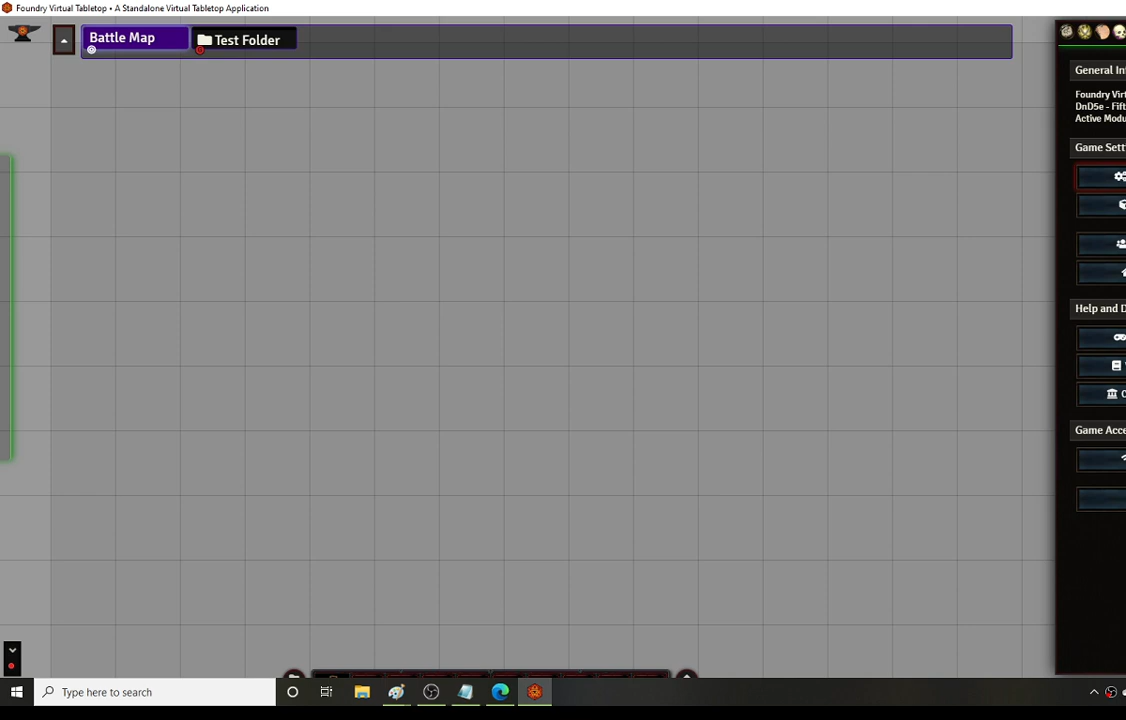 Foundry Virtual Tabletop • A Standalone Virtual Tabletop Application
Battle Map
Test Folder
General In
Foundry Virt
DnD5e - Fift
Active Modu
Game Sett
Help and D
Game Acce
Type here to search